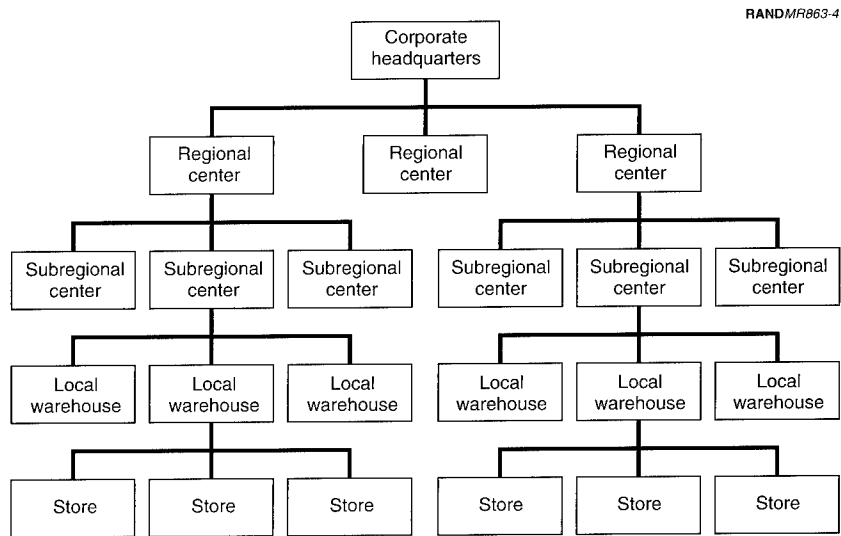 RANDMR863-4
Corporate
headquarters
Regional
center
Regional
center
Regional
center
Subregional
center
Subregional
center
Subregional
center
Subregional
center
Subregional
center
Subregional
center
Local
warehouse
Local
warehouse
Local
warehouse
Local
warehouse
Local
warehouse
Local
warehouse
Store
Store
Store
Store
Store
Store